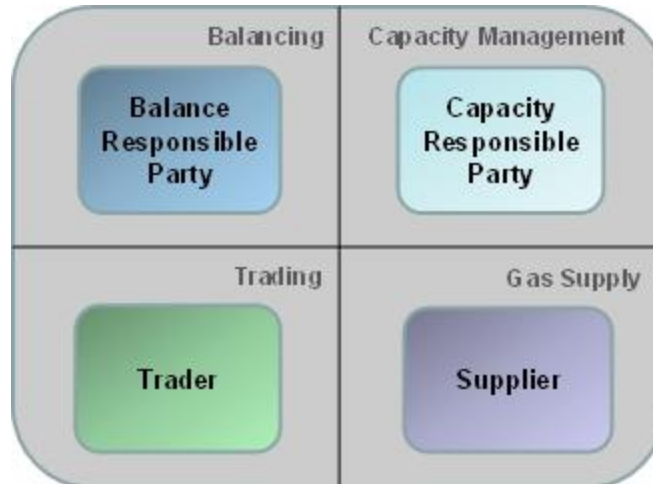 Balancing
Capacity Management
Balance
Responsible
Party
Capacity
Responsible
Party
Trading
Gas Supply
Trader
Supplier